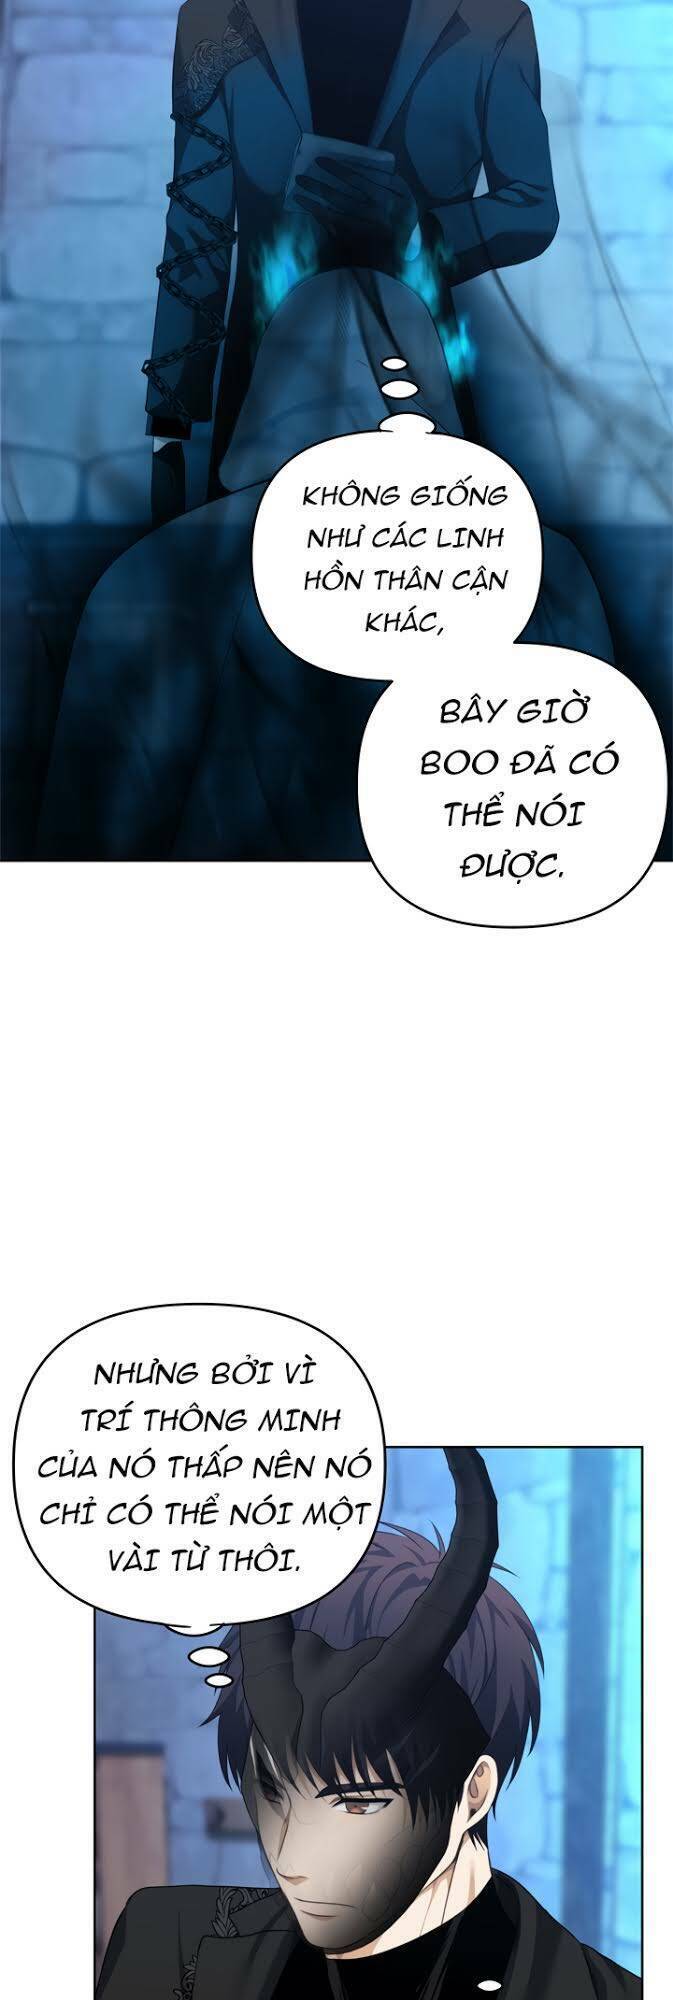 KHÔNG GIỐNG
NHƯ CÁC LINH
HỒN THÂN CẬN
KHÁC,
BÂY GIỜ
BOO ĐÃ CÓ
THỂ NÓI
ĐƯỢC.
NHƯNG BỞI VÌ
TRÍ THÔNG MINH
CỦA NÓ THẤP NÊN NÓ
CHỈ CÓ THỂ NÓI MỘT
VÀI TỪ THÔI.